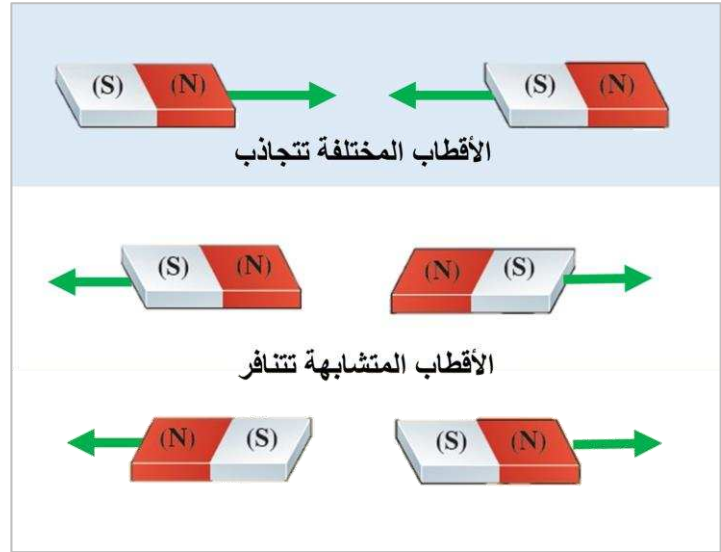 (S) (N) (S) (N)
الأقطاب المختلفة تتجاذب
(S) (N) (N) (S)
الأقطاب المتشابهة تتنافر
(N) (S) (S) (N)